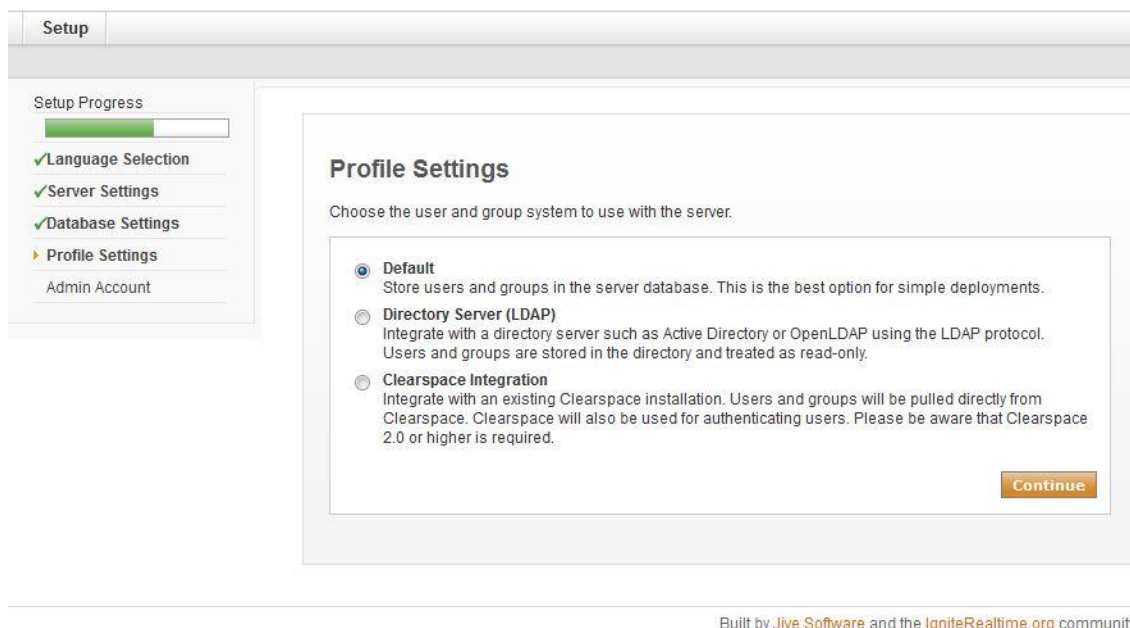 Setup
Setup Progress
Language Selection
Server Settings
Database Settings
Profile Settings
Admin Account
Profile Settings
Choose the user and group system to use with the server.
Default
Store users and groups in the server database. This is the best option for simple deployments.
Directory Server (LDAP)
Integrate with a directory server such as Active Directory or OpenLDAP using the LDAP protocol.
Users and groups are stored in the directory and treated as read-only.
Clearspace Integration
Integrate with an existing Clearspace installation. Users and groups will be pulled directly from
Clearspace. Clearspace will also be used for authenticating users. Please be aware that Clearspace
2.0 or higher is required.
Continue
Built by Jive Software and the IgniteRealtime.org communit